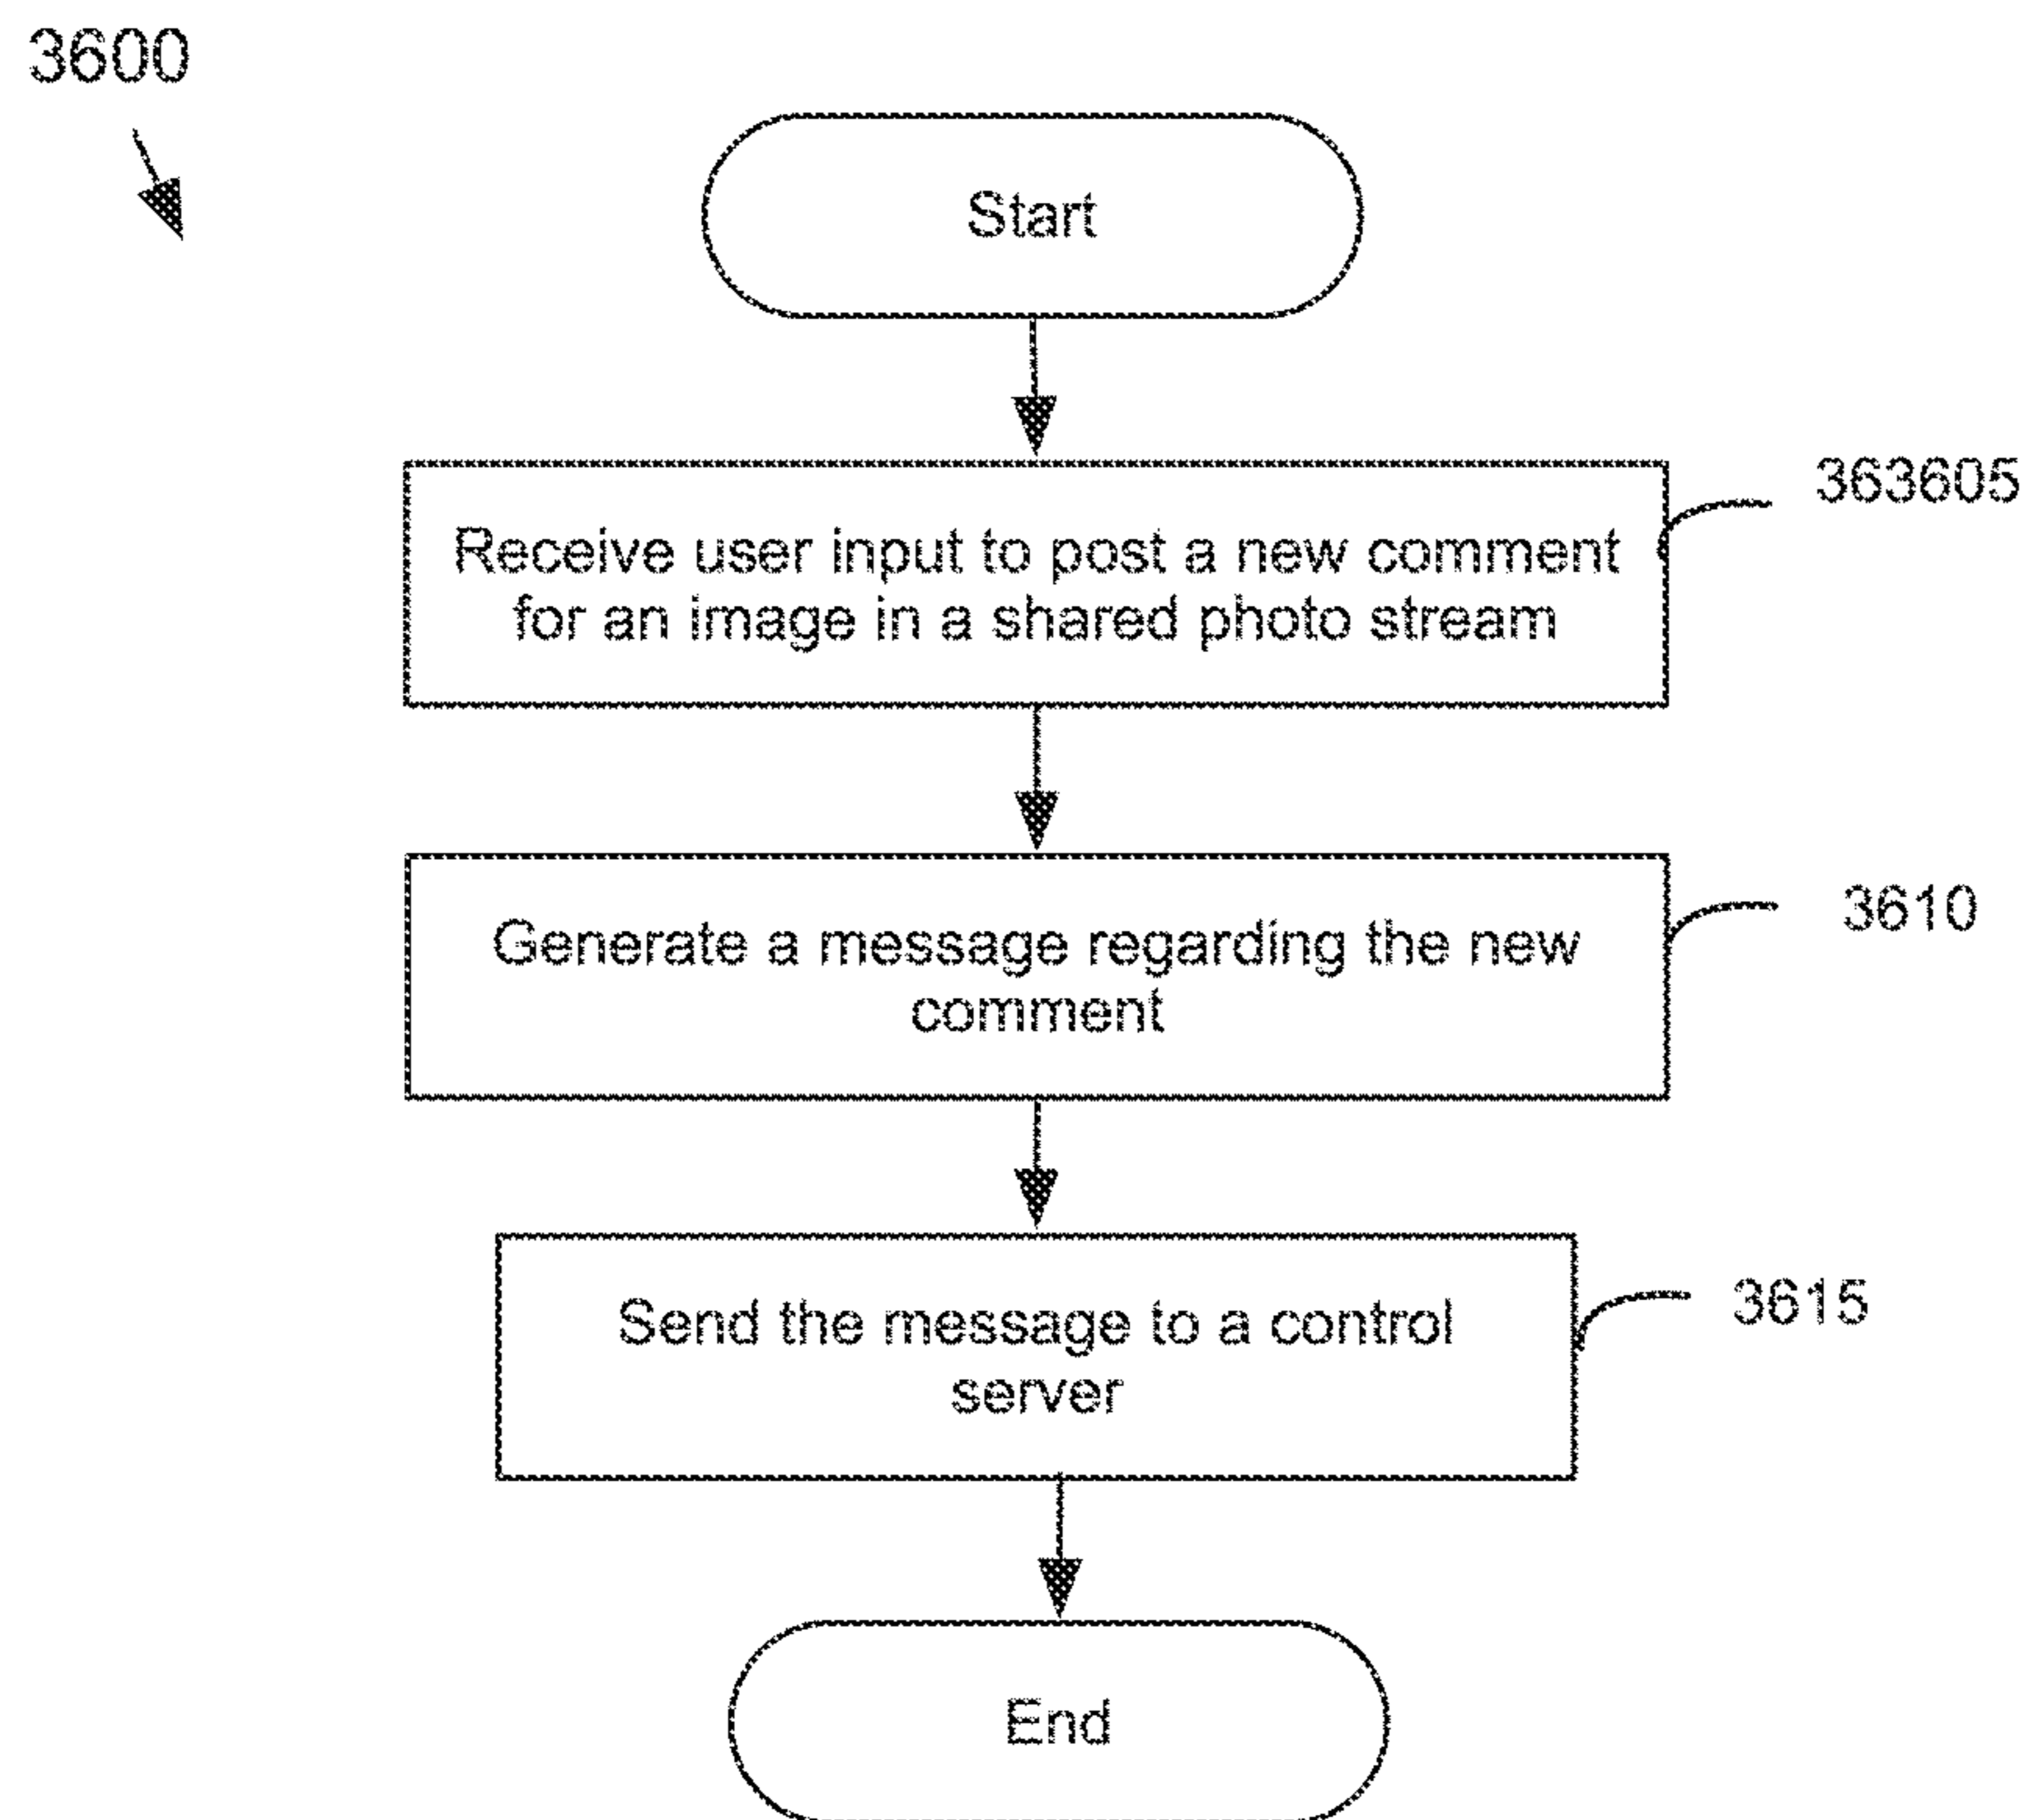 3600
Start
Receive user input to post a new comment
for an image in a shared photo stream
363605
Generate a message regarding the new
comment
3610
Send the message to a control
server
3615
End